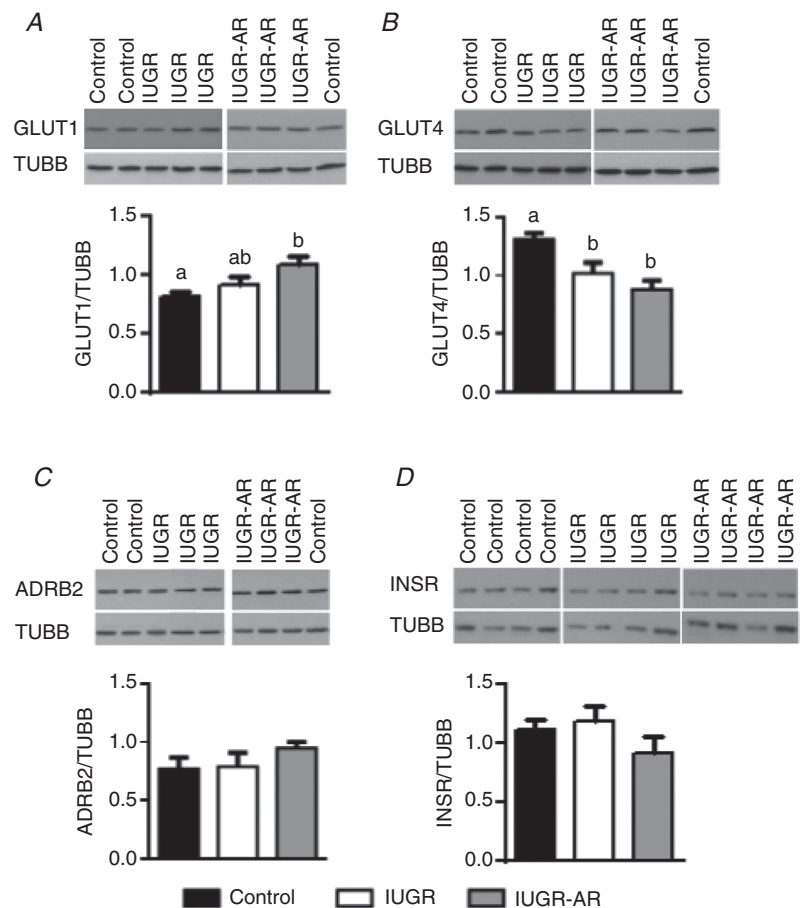 A
Control
Control
IUGR
IUGR
IUGR
IUGR-AR
IUGR-AR
IUGR-AR
Control
GLUT1
TUBB
GLUT1/TUBB
1.5
1.0
0.5
0.0
a
ab
b
B
Control
Control
IUGR
IUGR
IUGR
IUGR-AR
IUGR-AR
IUGR-AR
Control
GLUT4
TUBB
GLUT4/TUBB
1.5
1.0
0.5
0.0
a
b
b
C
Control
Control
IUGR
IUGR
IUGR
IUGR-AR
IUGR-AR
IUGR-AR
Control
ADRB2
TUBB
ADRB2/TUBB
1.5
1.0
0.5
0.0
D
Control
Control
Control
Control
IUGR
IUGR
IUGR
IUGR
IUGR-AR
IUGR-AR
IUGR-AR
IUGR-AR
INSR
TUBB
INSR/TUBB
1.5
1.0
0.5
0.0
Control IUGR IUGR-AR